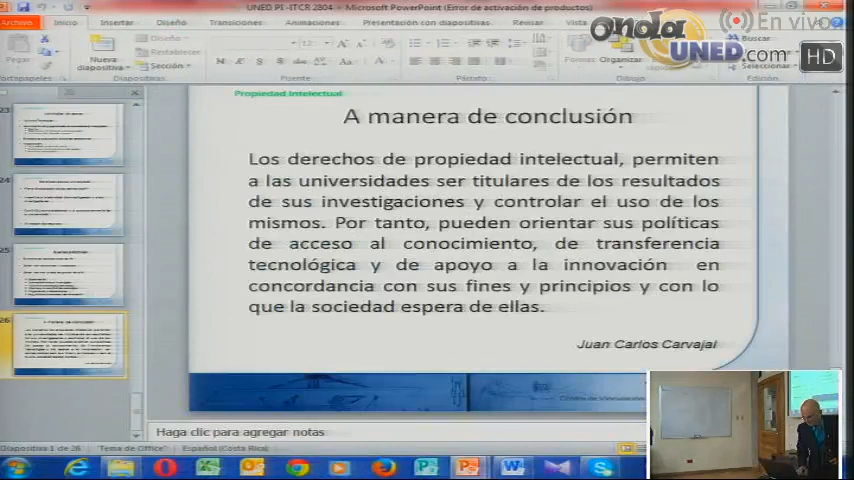 UNED.PI -ITCR 2804 - Microsoft PowerPoint (Error de activación de productos)
Archivo
Inicio
Insertar
Diseño
Transiciones
Animaciones
Presentación con diapositivas
Revisar
Vista
onda
UNED.com
En vivo
HD
Pegar
Portapapeles
Nueva
diapositiva
Diseño
Restablecer
Sección
Diapositivas
Fuente
Párrafo
Formas
Organizar
Dibujo
Buscar
Seleccionar
Edición
23
24
25
26
Propiedad Intelectual
A manera de conclusión
Los derechos de propiedad intelectual, permiten
a las universidades ser titulares de los resultados
de sus investigaciones y controlar el uso de los
mismos. Por tanto, pueden orientar sus políticas
de acceso al conocimiento, de transferencia
tecnológica y de apoyo a la innovación en
concordancia con sus fines y principios y con lo
que la sociedad espera de ellas.
Juan Carlos Carvajal
Centro de Vinculación
Haga clic para agregar notas
Diapositiva 1 de 26
"Tema de Office"
Español (Costa Rica)